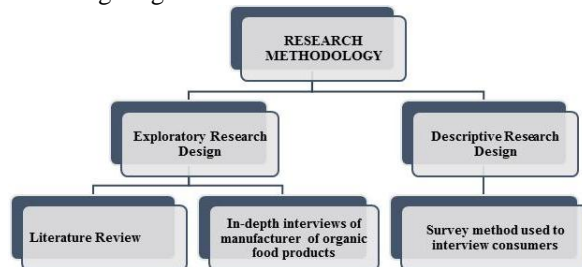 RESEARCH
METHODOLOGY
Exploratory Research
Design
Descriptive Research
Design
Literature Review
In-depth interviews of
manufacturer of organic
food products
Survey method used to
interview consumers